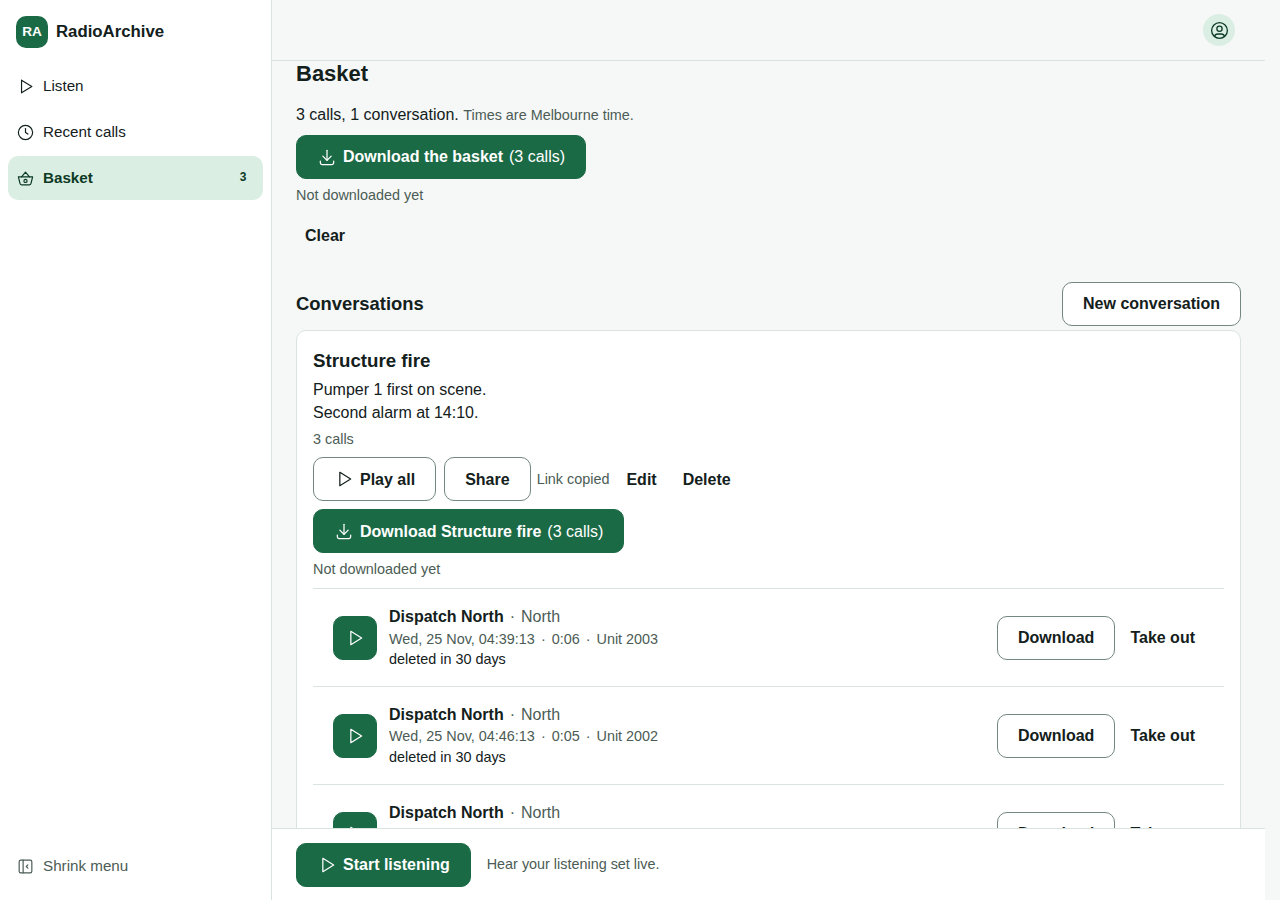 RA RadioArchive
Listen
Recent calls
Basket 3
Shrink menu
Basket
3 calls, 1 conversation. Times are Melbourne time.
Download the basket (3 calls)
Not downloaded yet
Clear
Conversations
New conversation
Structure fire
Pumper 1 first on scene.
Second alarm at 14:10.
3 calls
Play all Share Link copied Edit Delete
Download Structure fire (3 calls)
Not downloaded yet
Dispatch North · North
Wed, 25 Nov, 04:39:13 · 0:06 · Unit 2003
deleted in 30 days
Download Take out
Dispatch North · North
Wed, 25 Nov, 04:46:13 · 0:05 · Unit 2002
deleted in 30 days
Download Take out
Dispatch North · North
Start listening Hear your listening set live.